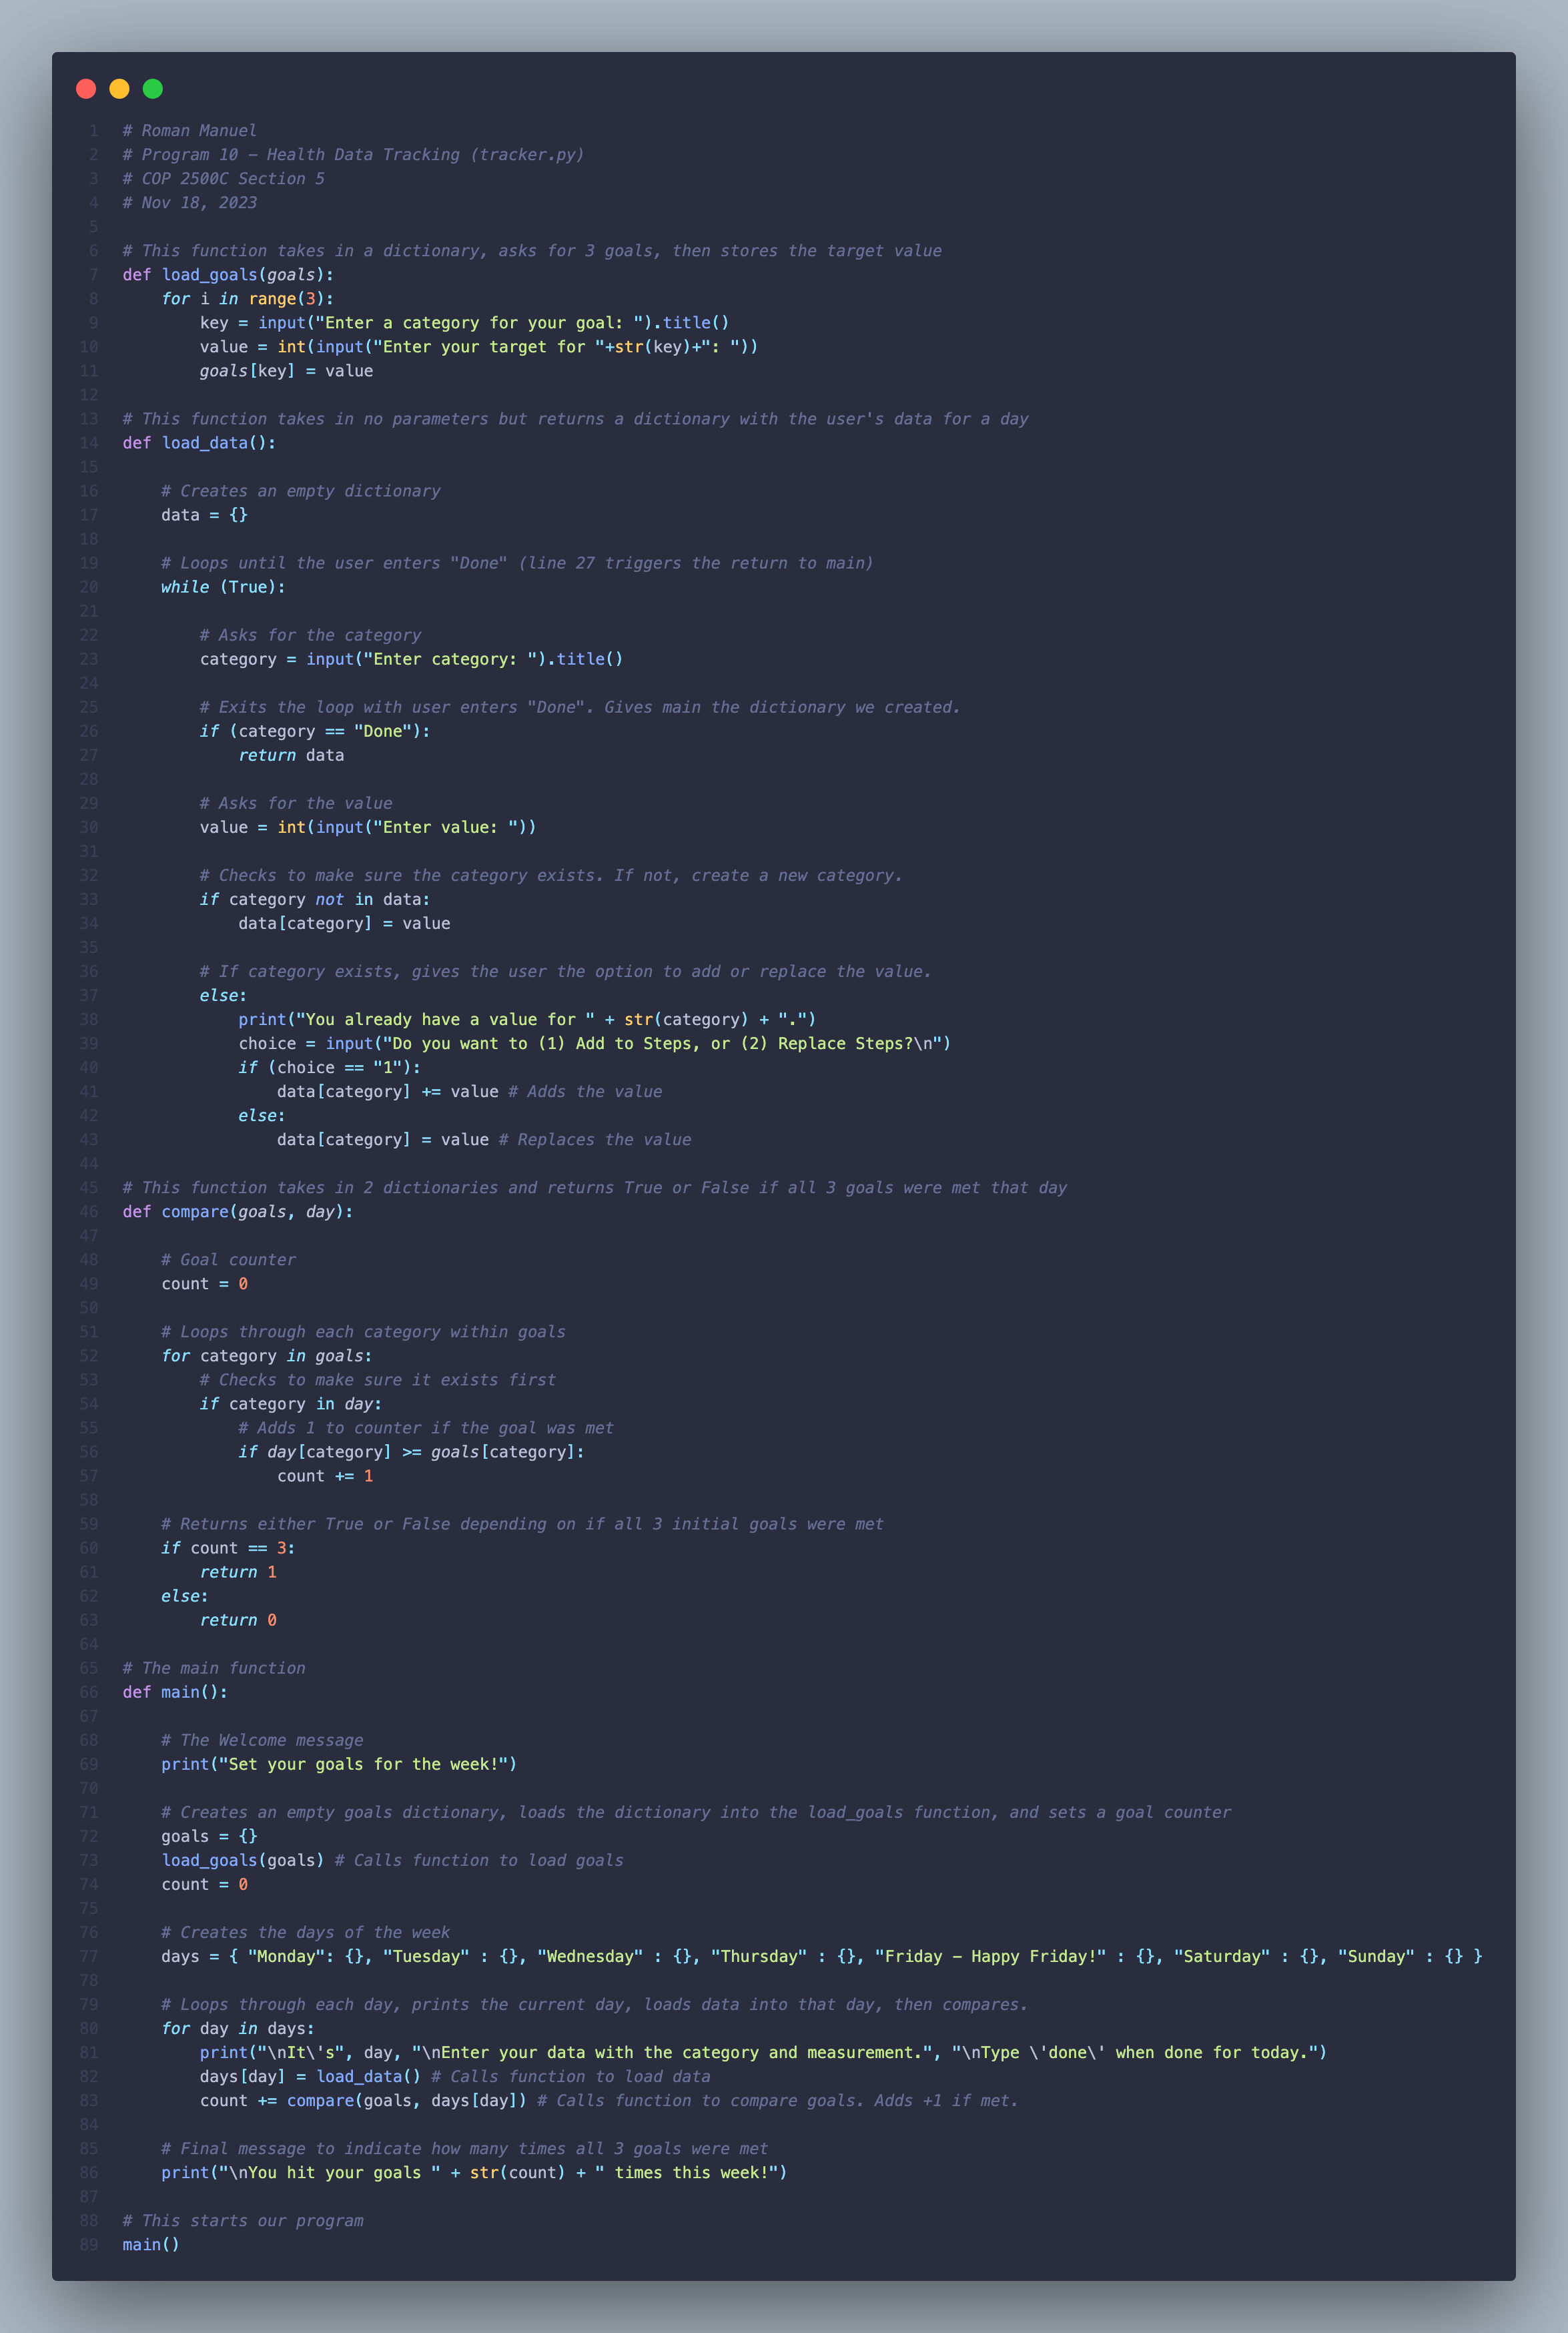 1 # Roman Manuel
2 # Program 10 – Health Data Tracking (tracker.py)
3 # COP 2500C Section 5
4 # Nov 18, 2023
5
6 # This function takes in a dictionary, asks for 3 goals, then stores the target value
7 def load_goals(goals):
8     for i in range(3):
9         key = input("Enter a category for your goal: ").title()
10         value = int(input("Enter your target for "+str(key)+": "))
11         goals[key] = value
12
13 # This function takes in no parameters but returns a dictionary with the user's data for a day
14 def load_data():
15
16     # Creates an empty dictionary
17     data = {}
18
19     # Loops until the user enters "Done" (line 27 triggers the return to main)
20     while (True):
21
22         # Asks for the category
23         category = input("Enter category: ").title()
24
25         # Exits the loop with user enters "Done". Gives main the dictionary we created.
26         if (category == "Done"):
27             return data
28
29         # Asks for the value
30         value = int(input("Enter value: "))
31
32         # Checks to make sure the category exists. If not, create a new category.
33         if category not in data:
34             data[category] = value
35
36         # If category exists, gives the user the option to add or replace the value.
37         else:
38             print("You already have a value for " + str(category) + ".")
39             choice = input("Do you want to (1) Add to Steps, or (2) Replace Steps?\n")
40             if (choice == "1"):
41                 data[category] += value # Adds the value
42             else:
43                 data[category] = value # Replaces the value
44
45 # This function takes in 2 dictionaries and returns True or False if all 3 goals were met that day
46 def compare(goals, day):
47
48     # Goal counter
49     count = 0
50
51     # Loops through each category within goals
52     for category in goals:
53         # Checks to make sure it exists first
54         if category in day:
55             # Adds 1 to counter if the goal was met
56             if day[category] >= goals[category]:
57                 count += 1
58
59     # Returns either True or False depending on if all 3 initial goals were met
60     if count == 3:
61         return 1
62     else:
63         return 0
64
65 # The main function
66 def main():
67
68     # The Welcome message
69     print("Set your goals for the week!")
70
71     # Creates an empty goals dictionary, loads the dictionary into the load_goals function, and sets a goal counter
72     goals = {}
73     load_goals(goals) # Calls function to load goals
74     count = 0
75
76     # Creates the days of the week
77     days = { "Monday": {}, "Tuesday" : {}, "Wednesday" : {}, "Thursday" : {}, "Friday – Happy Friday!" : {}, "Saturday" : {}, "Sunday" : {} }
78
79     # Loops through each day, prints the current day, loads data into that day, then compares.
80     for day in days:
81         print("\nIt\'s", day, "\nEnter your data with the category and measurement.", "\nType \'done\' when done for today.")
82         days[day] = load_data() # Calls function to load data
83         count += compare(goals, days[day]) # Calls function to compare goals. Adds +1 if met.
84
85     # Final message to indicate how many times all 3 goals were met
86     print("\nYou hit your goals " + str(count) + " times this week!")
87
88 # This starts our program
89 main()